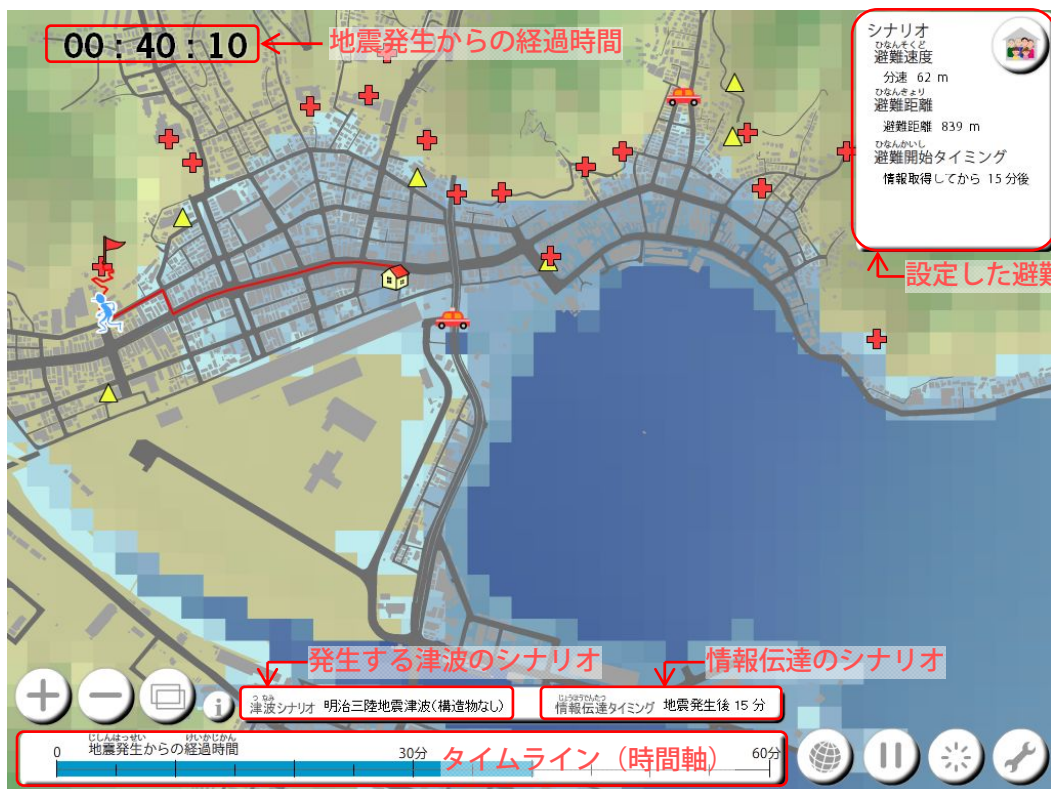 00:40:10
地震発生からの経過時間
シナリオ
ひなんそくど
避難速度
分速 62 m
ひなんきょり
避難距離
避難距離 839 m
ひなんかいし
避難開始タイミング
情報取得してから 15 分後
設定した避難
発生する津波のシナリオ
情報伝達のシナリオ
つなみ
津波シナリオ 明治三陸地震津波(構造物なし)
じょうほうでんたつ
情報伝達タイミング 地震発生後 15 分
じしんはっせい けいかじかん
地震発生からの経過時間
0 30分 60分
タイムライン（時間軸）